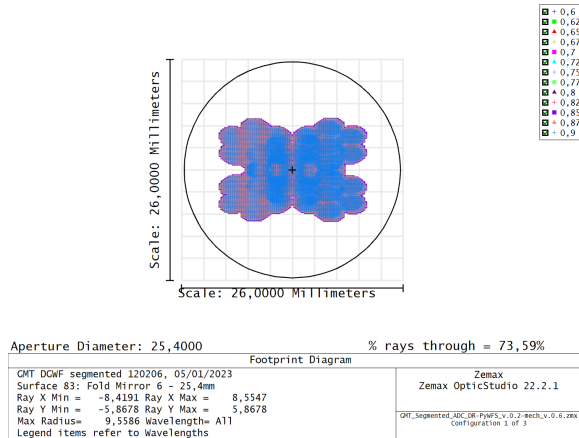 + 0,6
0,62
0,65
0,67
0,7
0,72
0,75
0,77
0,8
0,82
0,85
0,87
+ 0,9
Scale: 26,0000 Millimeters
Scale: 26,0000 Millimeters
Aperture Diameter: 25,4000 % rays through = 73,59%
Footprint Diagram
GMT DGWF segmented 120206, 05/01/2023
Surface 83: Fold Mirror 6 - 25,4mm
Ray X Min = -8,4191 Ray X Max = 8,5547
Ray Y Min = -5,8678 Ray Y Max = 5,8678
Max Radius= 9,5586 Wavelength= All
Legend items refer to Wavelengths
Zemax
Zemax OpticStudio 22.2.1
GMT_Segmented_ADC_DR-PyWFS_v.0.2-mech_v.0.6.zmx
Configuration 1 of 3